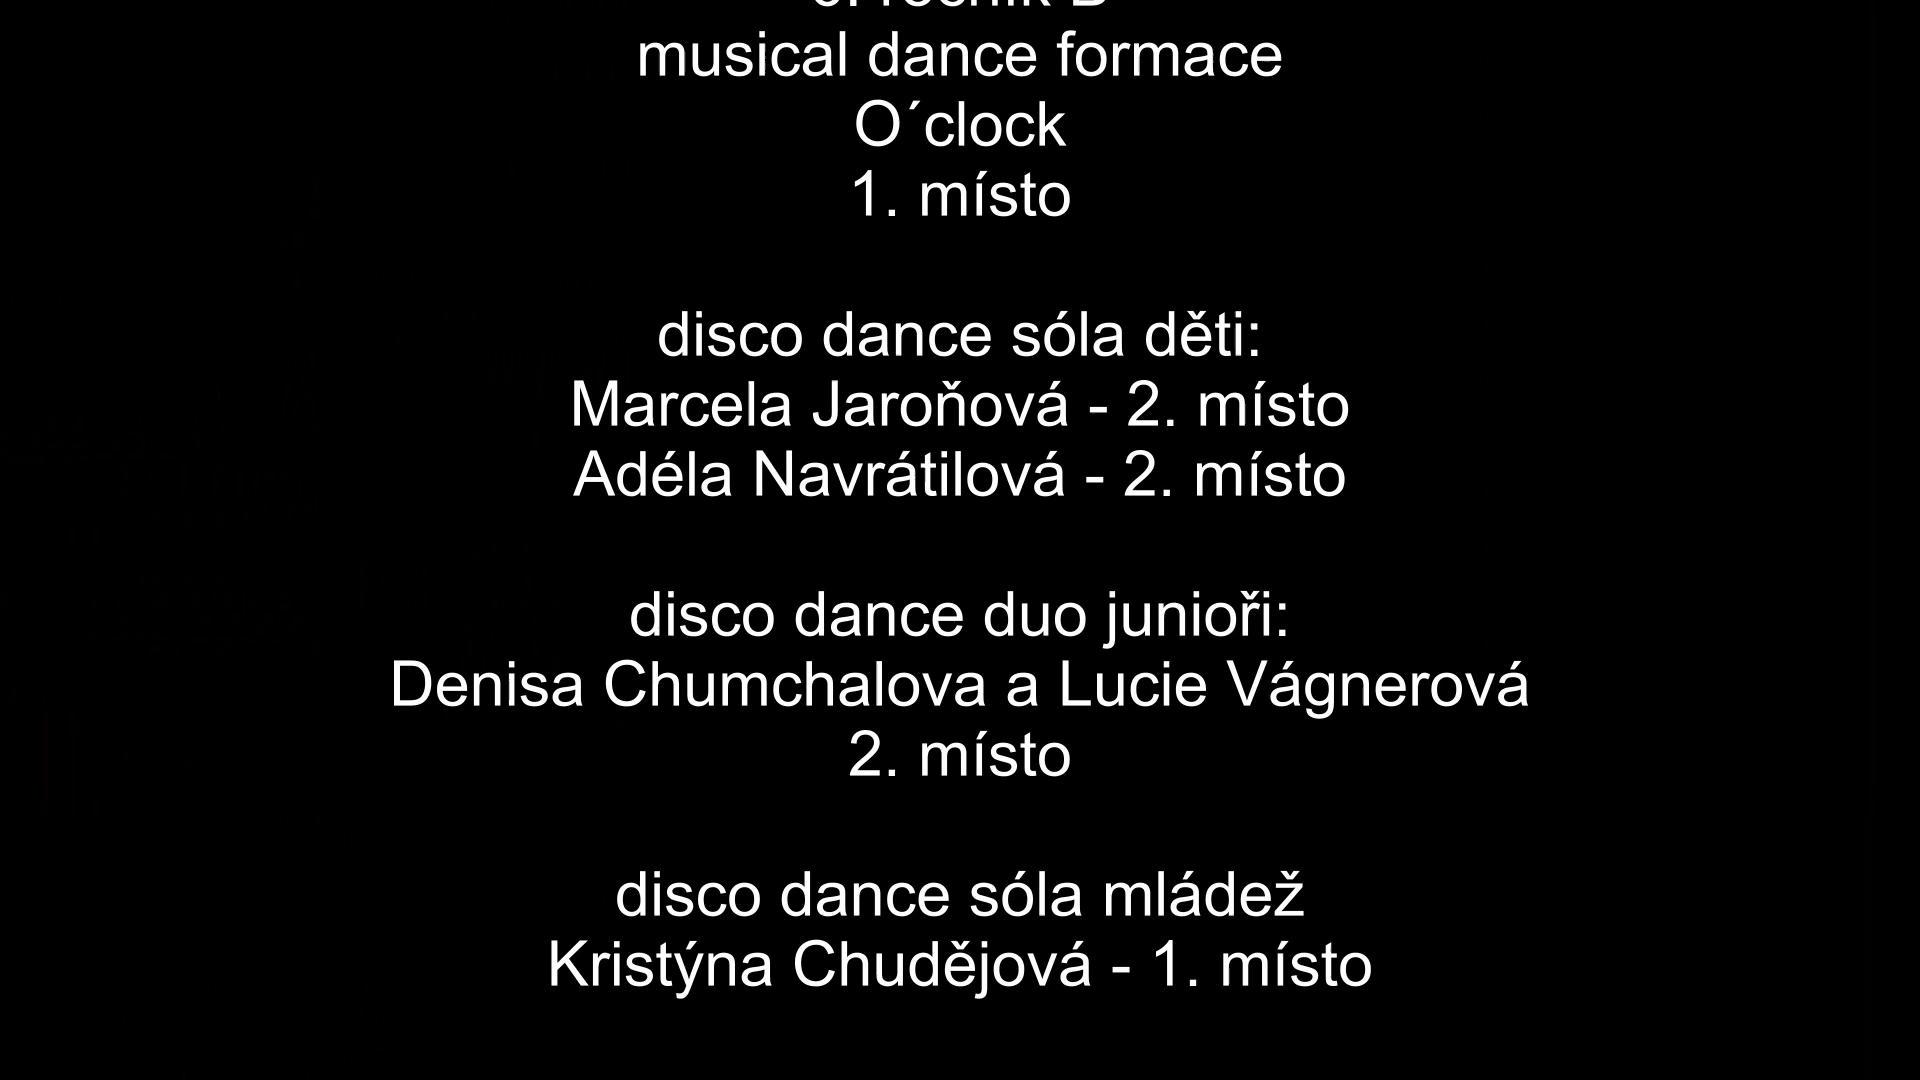 ročník B
musical dance formace
O´clock
1. místo
disco dance sóla děti:
Marcela Jaroňová - 2. místo
Adéla Navrátilová - 2. místo
disco dance duo junioři:
Denisa Chumchalova a Lucie Vágnerová
2. místo
disco dance sóla mládež
Kristýna Chudějová - 1. místo